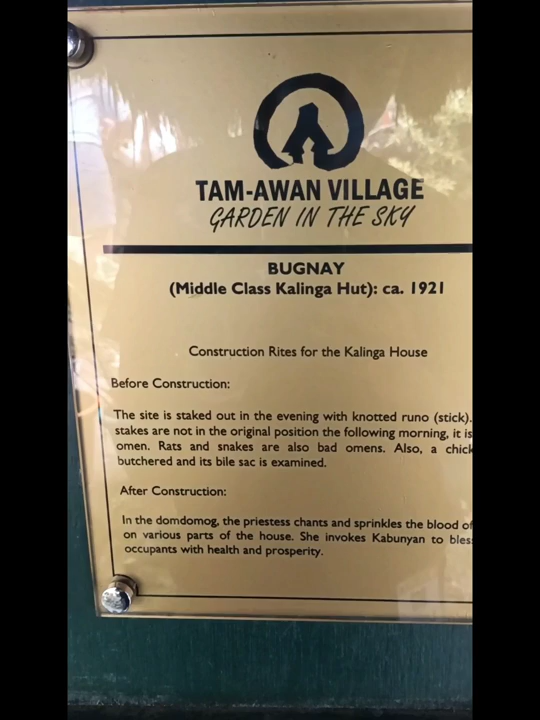 TAM-AWAN VILLAGE
GARDEN IN THE SKY
BUGNAY
(Middle Class Kalinga Hut): ca. 1921
Construction Rites for the Kalinga House
Before Construction:
The site is staked out in the evening with knotted runo (stick).
stakes are not in the original position the following morning, it is
omen. Rats and snakes are also bad omens. Also, a chick
butchered and its bile sac is examined.
After Construction:
In the domdomog, the priestess chants and sprinkles the blood of
on various parts of the house. She invokes Kabunyan to bles
occupants with health and prosperity.